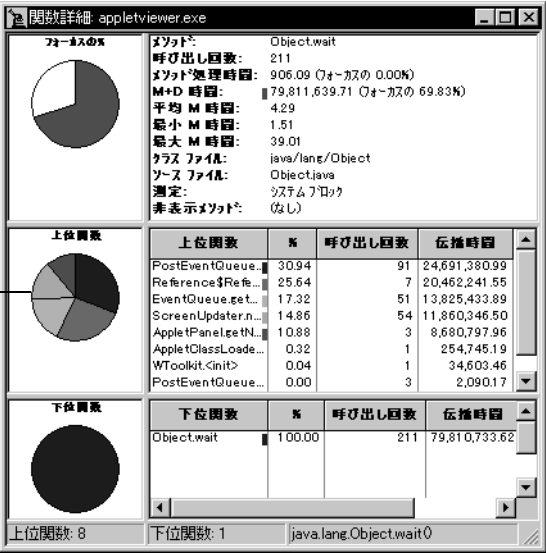 関数詳細: appletviewer.exe
フォーカスの%
メソッド: Object.wait
呼び出し回数: 211
メソッド処理時間: 906.09 (フォーカスの 0.00%)
M+D 時間: 79,811,639.71 (フォーカスの 69.83%)
平均 M 時間: 4.29
最小 M 時間: 1.51
最大 M 時間: 39.01
クラス ファイル: java/lang/Object
ソース ファイル: Object.java
測定: システム ブロック
非表示メソッド: (なし)
上位関数
上位関数 % 呼び出し回数 伝播時間
PostEventQueue... 30.94 91 24,691,380.99
Reference$Refe... 25.64 7 20,462,241.55
EventQueue.get... 17.32 51 13,825,433.89
ScreenUpdater.n... 14.86 54 11,860,346.50
AppletPanel.getN... 10.88 3 8,680,797.96
AppletClassLoade... 0.32 1 254,745.19
WToolkit.<init> 0.04 1 34,603.46
PostEventQueue... 0.00 3 2,090.17
下位関数
下位関数 % 呼び出し回数 伝播時間
Object.wait 100.00 211 79,810,733.62
上位関数: 8 下位関数: 1 java.lang.Object.wait()